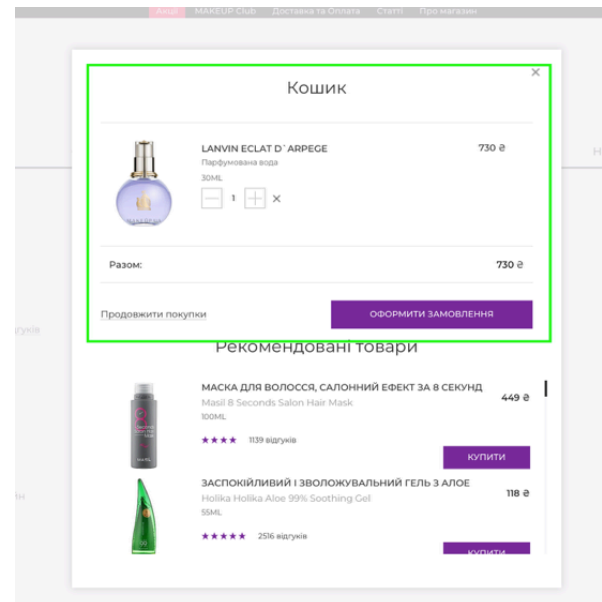 Акції MAKEUP Club Доставка та Оплата Статті Про магазин
×
Кошик
LANVIN ECLAT D`ARPEGE 730 ₴
Парфумована вода
30ML
— 1 + ×
MAKEUP.UA
Разом: 730 ₴
Продовжити покупки ОФОРМИТИ ЗАМОВЛЕННЯ
Рекомендовані товари
МАСКА ДЛЯ ВОЛОССЯ, САЛОННИЙ ЕФЕКТ ЗА 8 СЕКУНД 449 ₴
Masil 8 Seconds Salon Hair Mask
100ML
★★★★ 1139 відгуків
КУПИТИ
ЗАСПОКІЙЛИВИЙ І ЗВОЛОЖУВАЛЬНИЙ ГЕЛЬ З АЛОЕ 118 ₴
Holika Holika Aloe 99% Soothing Gel
55ML
★★★★★ 2516 відгуків
КУПИТИ